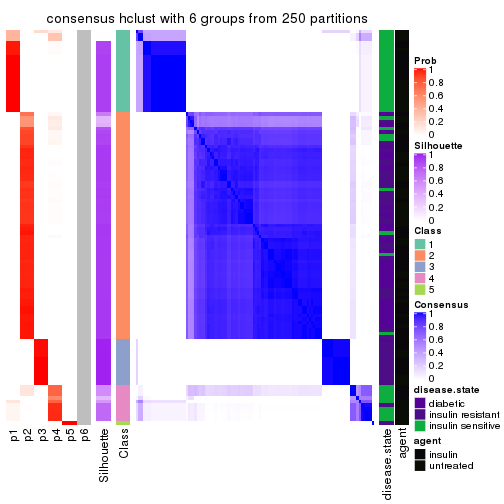 consensus hclust with 6 groups from 250 partitions
Prob
1
0.8
0.6
0.4
0.2
0
Silhouette
1
0.8
0.6
0.4
0.2
0
Class
1
2
3
4
5
Consensus
1
0.8
0.6
0.4
0.2
0
disease.state
diabetic
insulin resistant
insulin sensitive
agent
insulin
untreated
p1
p2
p3
p4
p5
p6
Silhouette
Class
disease.state
agent